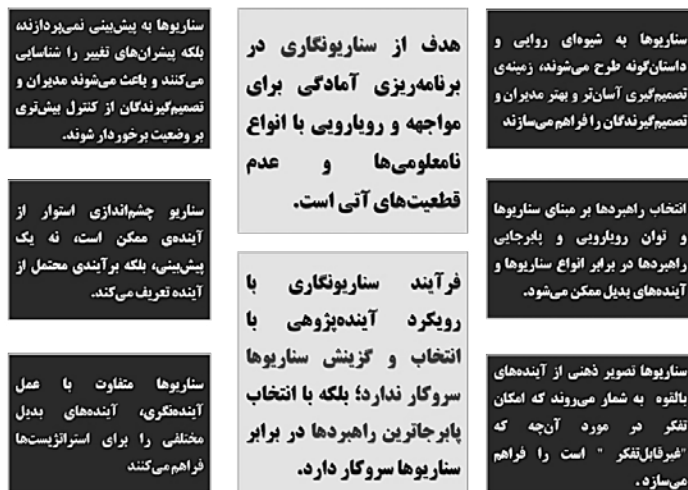 سناریوها به شیوه‌ای روایی و
داستان‌گونه طرح می‌شوند، زمینه‌ی
تصمیم‌گیری آسان‌تر و بهتر مدیران و
تصمیم‌گیرندگان را فراهم می‌سازند
انتخاب راهبردها بر مبنای سناریوها
و توان رویارویی و پابرجایی
راهبردها در برابر انواع سناریوها و
آینده‌های بدیل ممکن می‌شود.
سناریوها تصویر ذهنی از آینده‌های
بالقوه به شمار می‌روند که امکان
تفکر در مورد آن‌چه که
"غیرقابل‌تفکر " است را فراهم
می‌سازد .
هدف از سناریونگاری در
برنامه‌ریزی آمادگی برای
مواجهه و رویارویی با انواع
نامعلومی‌ها و عدم
قطعیت‌های آتی است.
فرآیند سناریونگاری با
رویکرد آینده‌پژوهی با
انتخاب و گزینش سناریوها
سروکار ندارد؛ بلکه با انتخاب
پابرجاترین راهبردها در برابر
سناریوها سروکار دارد.
سناریوها به پیش‌بینی نمی‌پردازند،
بلکه پیشران‌های تغییر را شناسایی
می‌کنند و باعث می‌شوند مدیران و
تصمیم‌گیرندگان از کنترل بیش‌تری
بر وضعیت برخوردار شوند.
سناریو چشم‌اندازی استوار از
آینده‌ی ممکن است، نه یک
پیش‌بینی، بلکه برآیندی محتمل از
آینده تعریف می‌کند.
سناریوها متفاوت با عمل
آینده‌نگری، آینده‌های بدیل
مختلفی را برای استراتژیست‌ها
فراهم می‌کنند